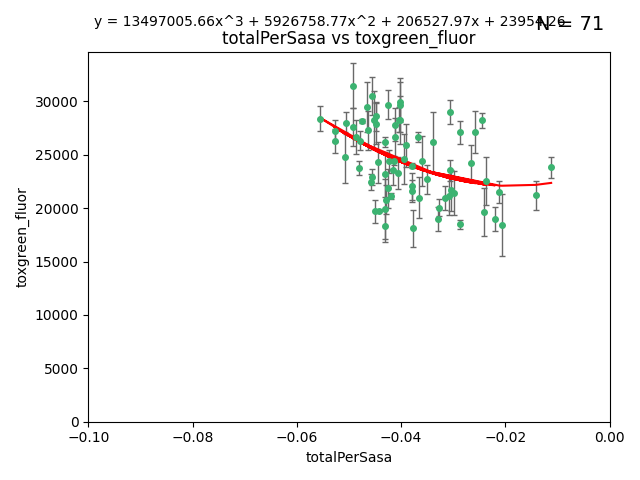 y = 13497005.66x^3 + 5926758.77x^2 + 206527.97x + 23954.26
N = 71
totalPerSasa vs toxgreen_fluor
30000
25000
20000
15000
10000
5000
0
toxgreen_fluor
−0.10
−0.08
−0.06
−0.04
−0.02
0.00
totalPerSasa